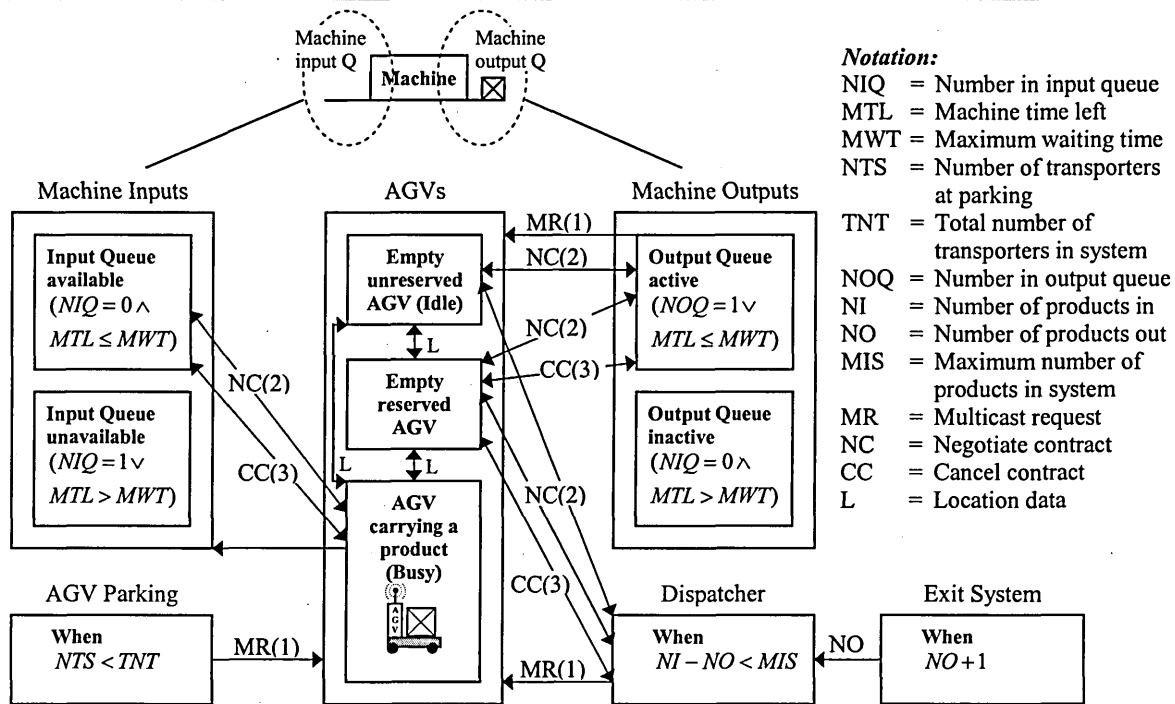 Machine
input Q
Machine
Machine
output Q
Notation:
NIQ = Number in input queue
MTL = Machine time left
MWT = Maximum waiting time
NTS = Number of transporters
at parking
TNT = Total number of
transporters in system
NOQ = Number in output queue
NI = Number of products in
NO = Number of products out
MIS = Maximum number of
products in system
MR = Multicast request
NC = Negotiate contract
CC = Cancel contract
L = Location data
Machine Inputs
Input Queue
available
(NIQ = 0 ∧
MTL ≤ MWT)
Input Queue
unavailable
(NIQ = 1 ∨
MTL > MWT)
NC(2)
CC(3)
AGVs
Empty
unreserved
AGV (Idle)
L
Empty
reserved
AGV
L
L
AGV
carrying a
product
(Busy)
A
G
V
MR(1)
NC(2)
NC(2)
CC(3)
NC(2)
CC(3)
Machine Outputs
Output Queue
active
(NOQ = 1 ∨
MTL ≤ MWT)
Output Queue
inactive
(NIQ = 0 ∧
MTL > MWT)
AGV Parking
When
NTS < TNT
MR(1)
MR(1)
Dispatcher
When
NI – NO < MIS
NO
Exit System
When
NO + 1